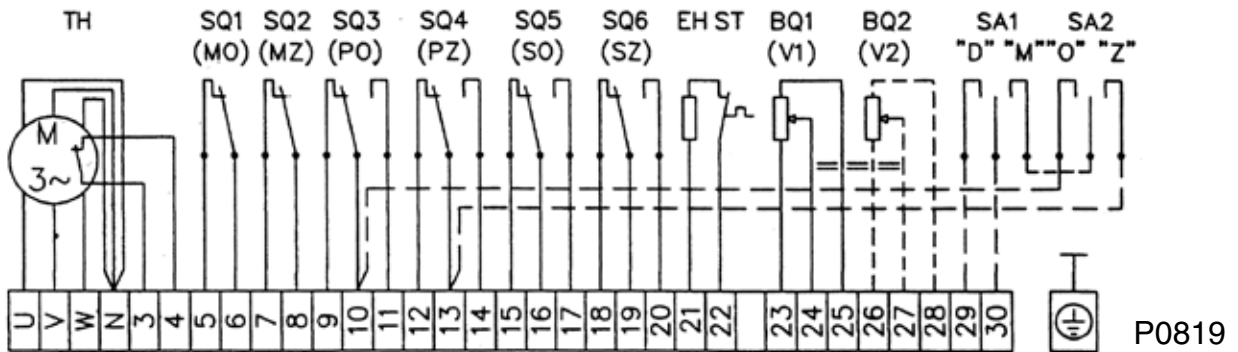 TH SQ1 SQ2 SQ3 SQ4 SQ5 SQ6 EH ST BQ1 BQ2 SA1 SA2
(MO) (MZ) (PO) (PZ) (SO) (SZ) (V1) (V2) "D" "M" "O" "Z"
M
3~
U V W N 3 4 5 6 7 8 9 10 11 12 13 14 15 16 17 18 19 20 21 22 23 24 25 26 27 28 29 30
P0819